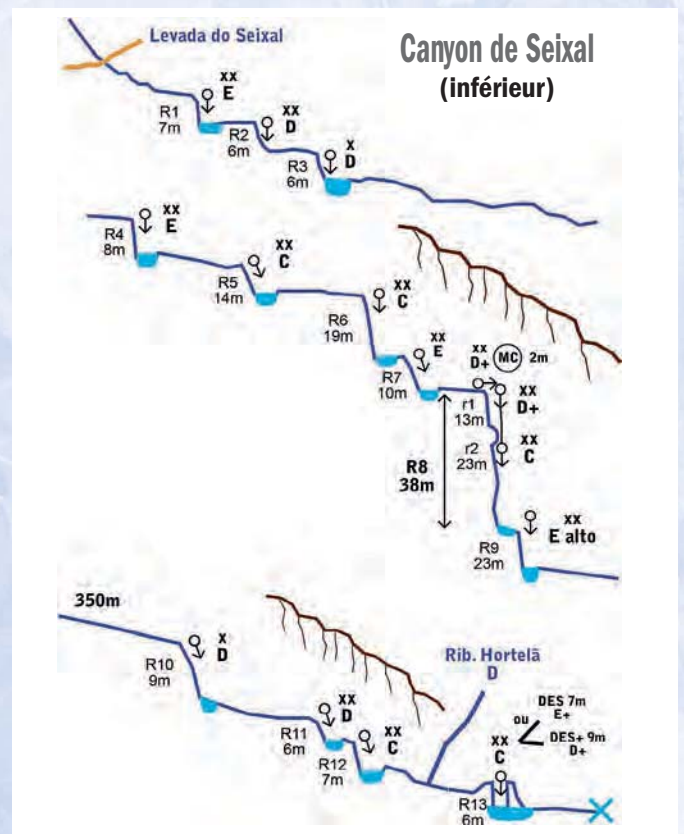 Canyon de Seixal
(inférieur)
Levada do Seixal
xx
E
R1
7m
xx
D
R2
6m
x
D
R3
6m
xx
E
R4
8m
xx
C
R5
14m
xx
C
R6
19m
xx
E
R7
10m
xx
D+
MC
2m
r1
13m
xx
D+
r2
23m
xx
C
R8
38m
xx
E alto
R9
23m
350m
x
D
R10
9m
xx
D
R11
6m
xx
C
R12
7m
Rib. Hortelã
D
DES 7m
E+
ou
DES+ 9m
D+
xx
C
R13
6m